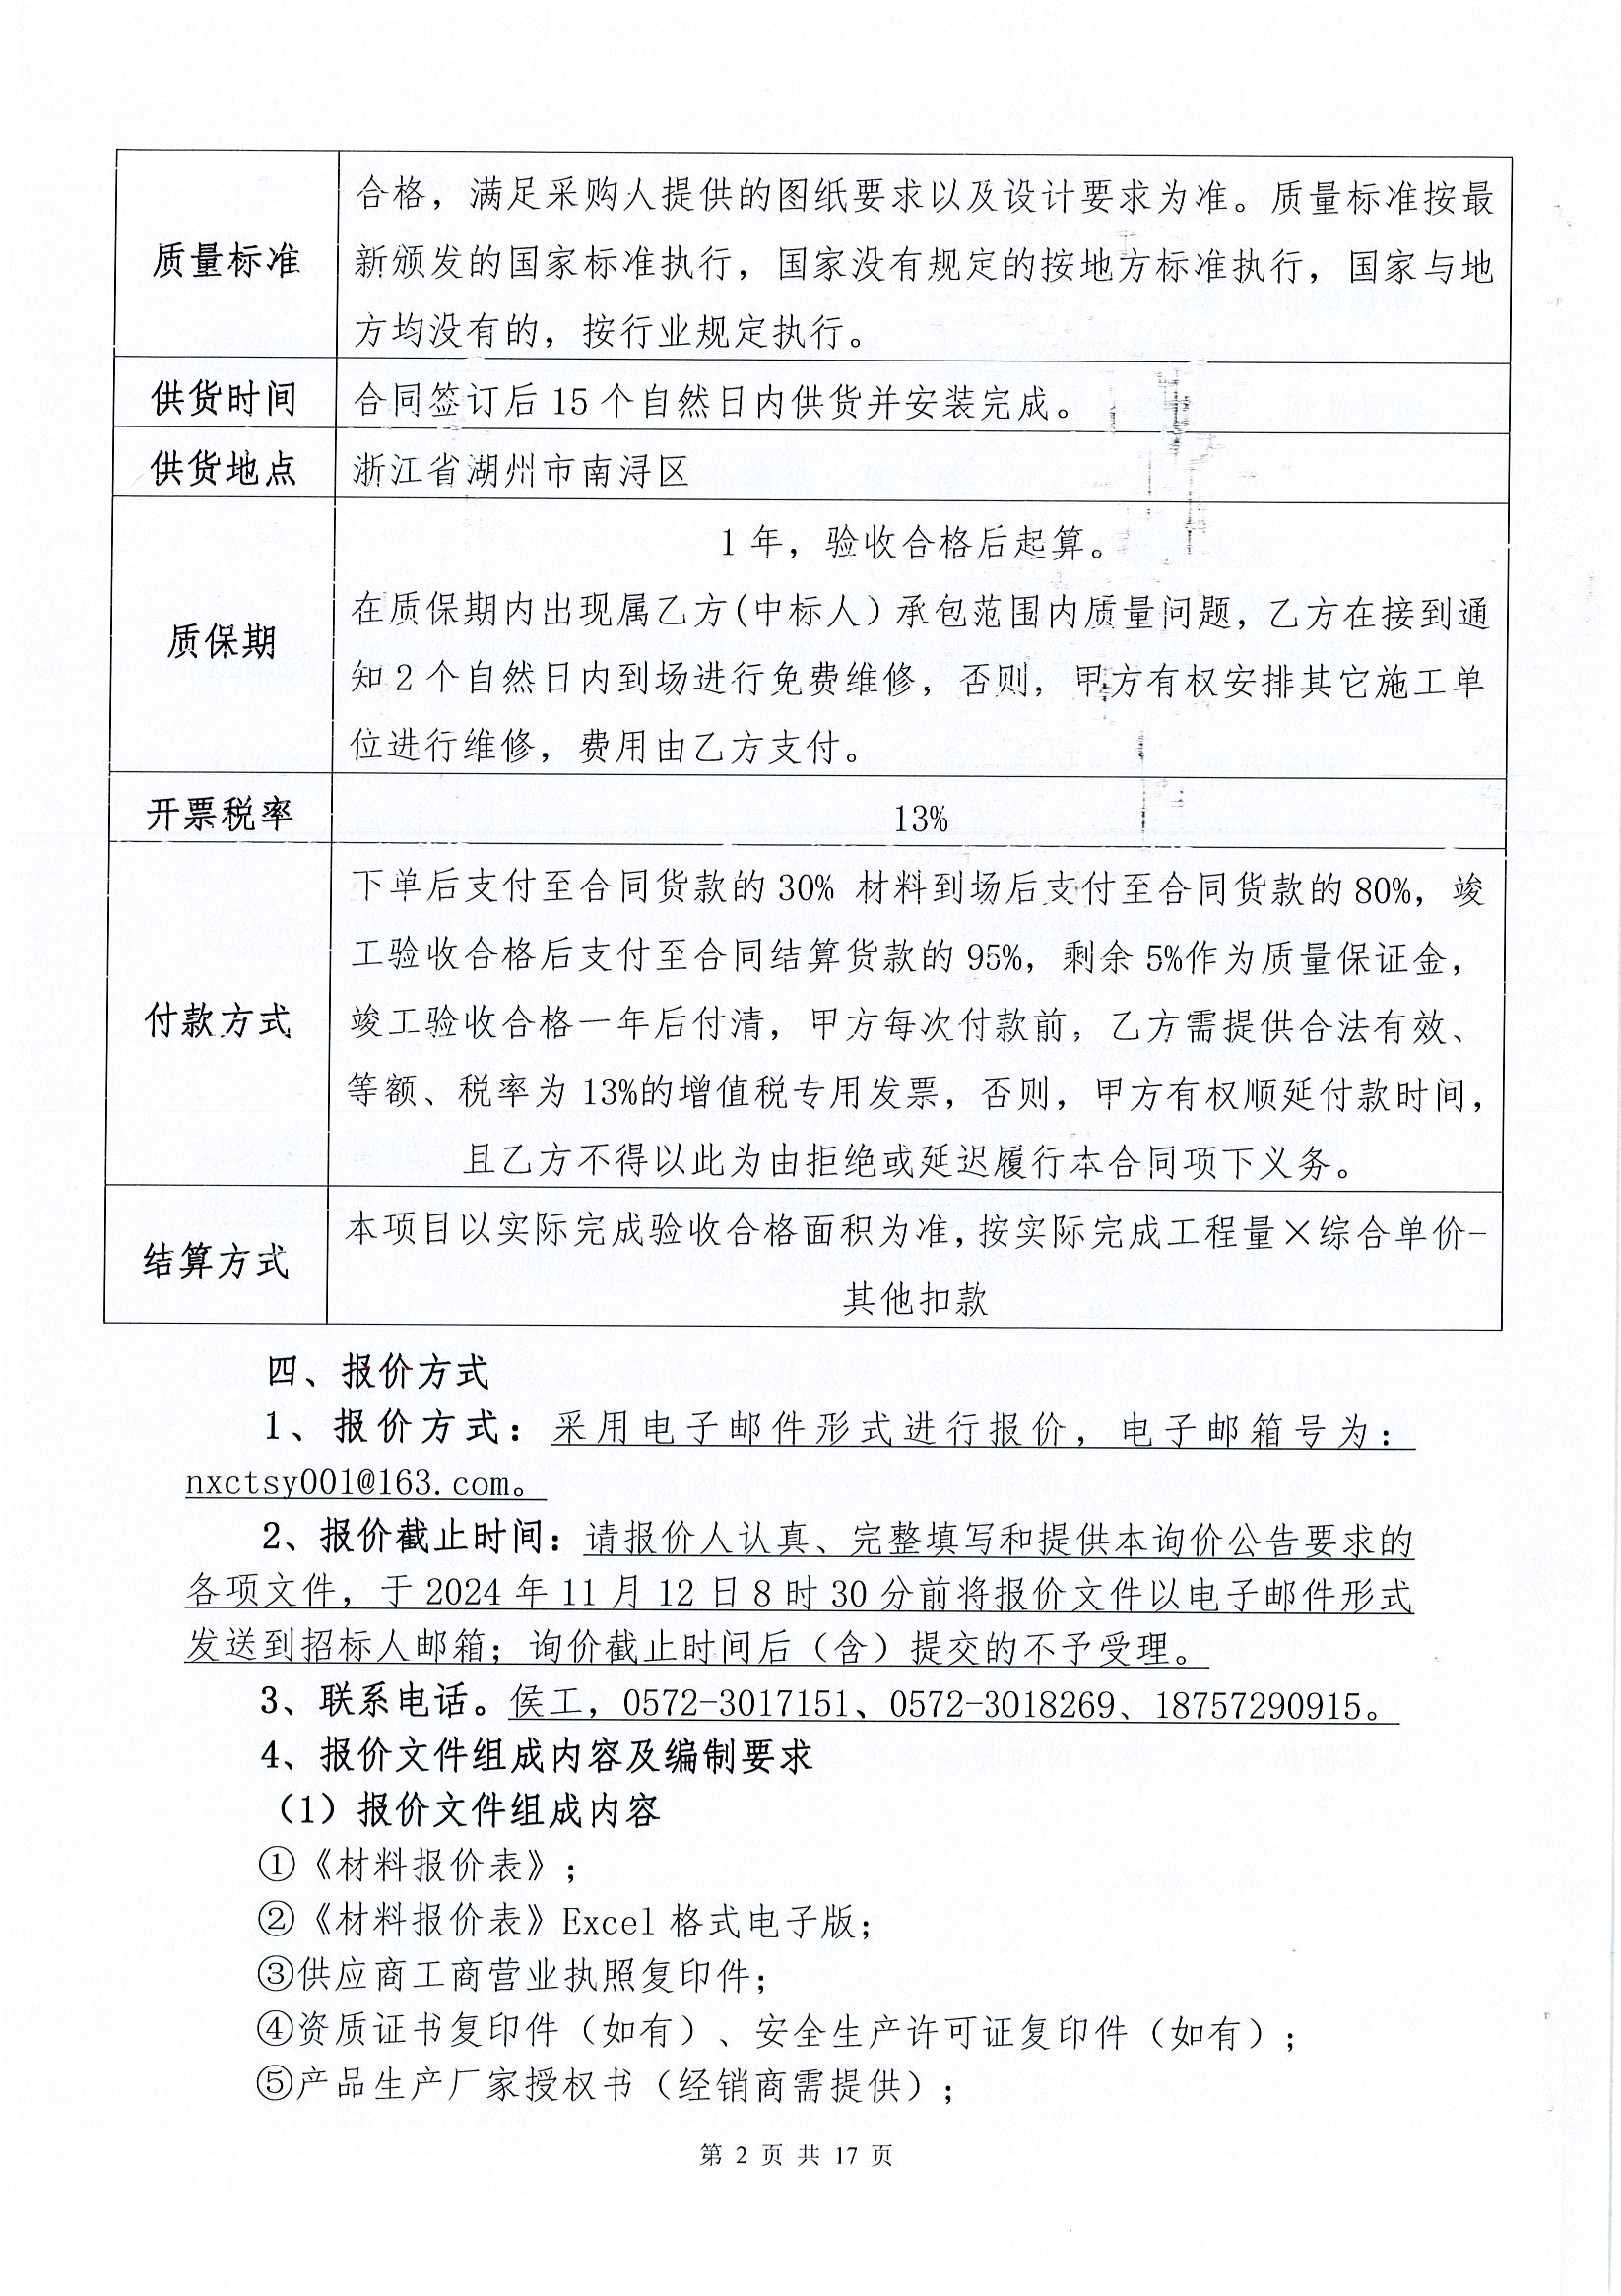 质量标准
合格，满足采购人提供的图纸要求以及设计要求为准。质量标准按最
新颁发的国家标准执行，国家没有规定的按地方标准执行，国家与地
方均没有的，按行业规定执行。
供货时间
合同签订后 15 个自然日内供货并安装完成。
供货地点
浙江省湖州市南浔区
质保期
1 年，验收合格后起算。
在质保期内出现属乙方(中标人）承包范围内质量问题，乙方在接到通
知 2 个自然日内到场进行免费维修，否则，甲方有权安排其它施工单
位进行维修，费用由乙方支付。
开票税率
13%
付款方式
下单后支付至合同货款的 30% 材料到场后支付至合同货款的 80%，竣
工验收合格后支付至合同结算货款的 95%，剩余 5%作为质量保证金，
竣工验收合格一年后付清，甲方每次付款前，乙方需提供合法有效、
等额、税率为 13%的增值税专用发票，否则，甲方有权顺延付款时间，
且乙方不得以此为由拒绝或延迟履行本合同项下义务。
结算方式
本项目以实际完成验收合格面积为准，按实际完成工程量×综合单价-
其他扣款
四、报价方式
1、报价方式：采用电子邮件形式进行报价，电子邮箱号为：
nxctsy001@163.com。
2、报价截止时间：请报价人认真、完整填写和提供本询价公告要求的
各项文件，于 2024 年 11 月 12 日 8 时 30 分前将报价文件以电子邮件形式
发送到招标人邮箱；询价截止时间后（含）提交的不予受理。
3、联系电话。侯工，0572-3017151、0572-3018269、18757290915。
4、报价文件组成内容及编制要求
（1）报价文件组成内容
①《材料报价表》；
②《材料报价表》Excel 格式电子版；
③供应商工商营业执照复印件；
④资质证书复印件（如有）、安全生产许可证复印件（如有）；
⑤产品生产厂家授权书（经销商需提供）；
第 2 页 共 17 页